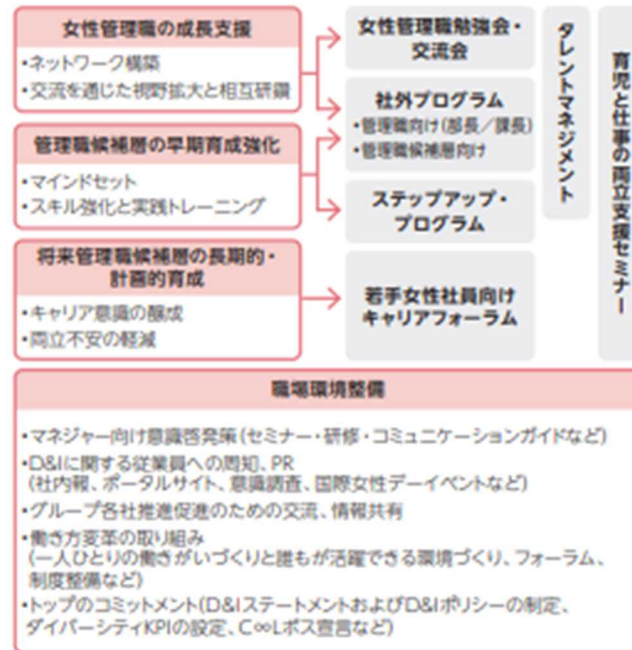 女性管理職の成長支援
・ネットワーク構築
・交流を通じた視野拡大と相互研鑽
管理職候補層の早期育成強化
・マインドセット
・スキル強化と実践トレーニング
将来管理職候補層の長期的・
計画的育成
・キャリア意識の醸成
・両立不安の軽減
女性管理職勉強会・
交流会
社外プログラム
・管理職向け(部長/課長)
・管理職候補層向け
ステップアップ・
プログラム
若手女性社員向け
キャリアフォーラム
タレントマネジメント
育児と仕事の両立支援セミナー
職場環境整備
・マネジャー向け意識啓発策(セミナー・研修・コミュニケーションガイドなど)
・D&Iに関する従業員への周知、PR
(社内報、ポータルサイト、意識調査、国際女性デーイベントなど)
・グループ各社推進促進のための交流、情報共有
・働き方変革の取り組み
(一人ひとりの働きがいづくりと誰もが活躍できる環境づくり、フォーラム、
制度整備など)
・トップのコミットメント(D&IステートメントおよびD&Iポリシーの制定、
ダイバーシティKPIの設定、C∞Lボス宣言など)